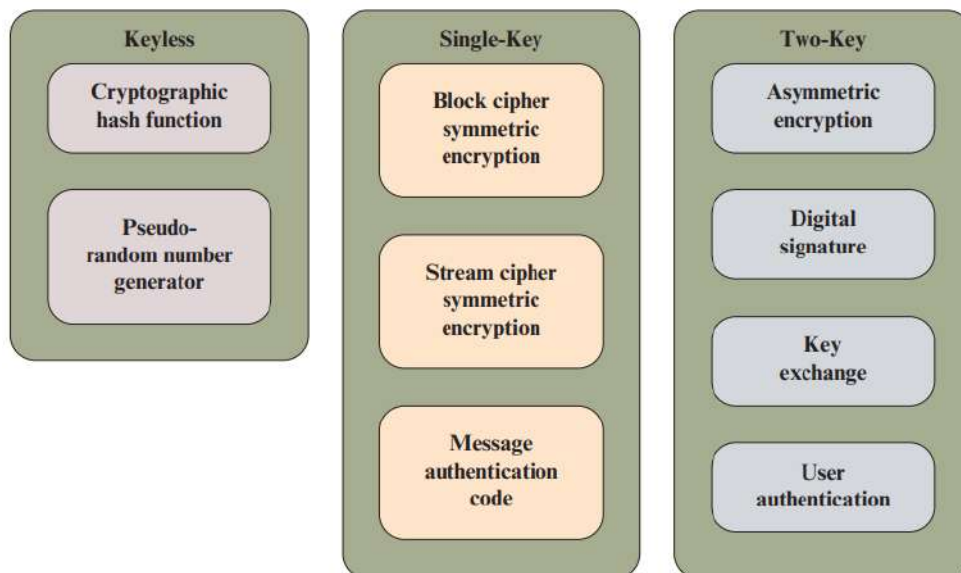 Keyless
Cryptographic
hash function
Pseudo-
random number
generator
Single-Key
Block cipher
symmetric
encryption
Stream cipher
symmetric
encryption
Message
authentication
code
Two-Key
Asymmetric
encryption
Digital
signature
Key
exchange
User
authentication